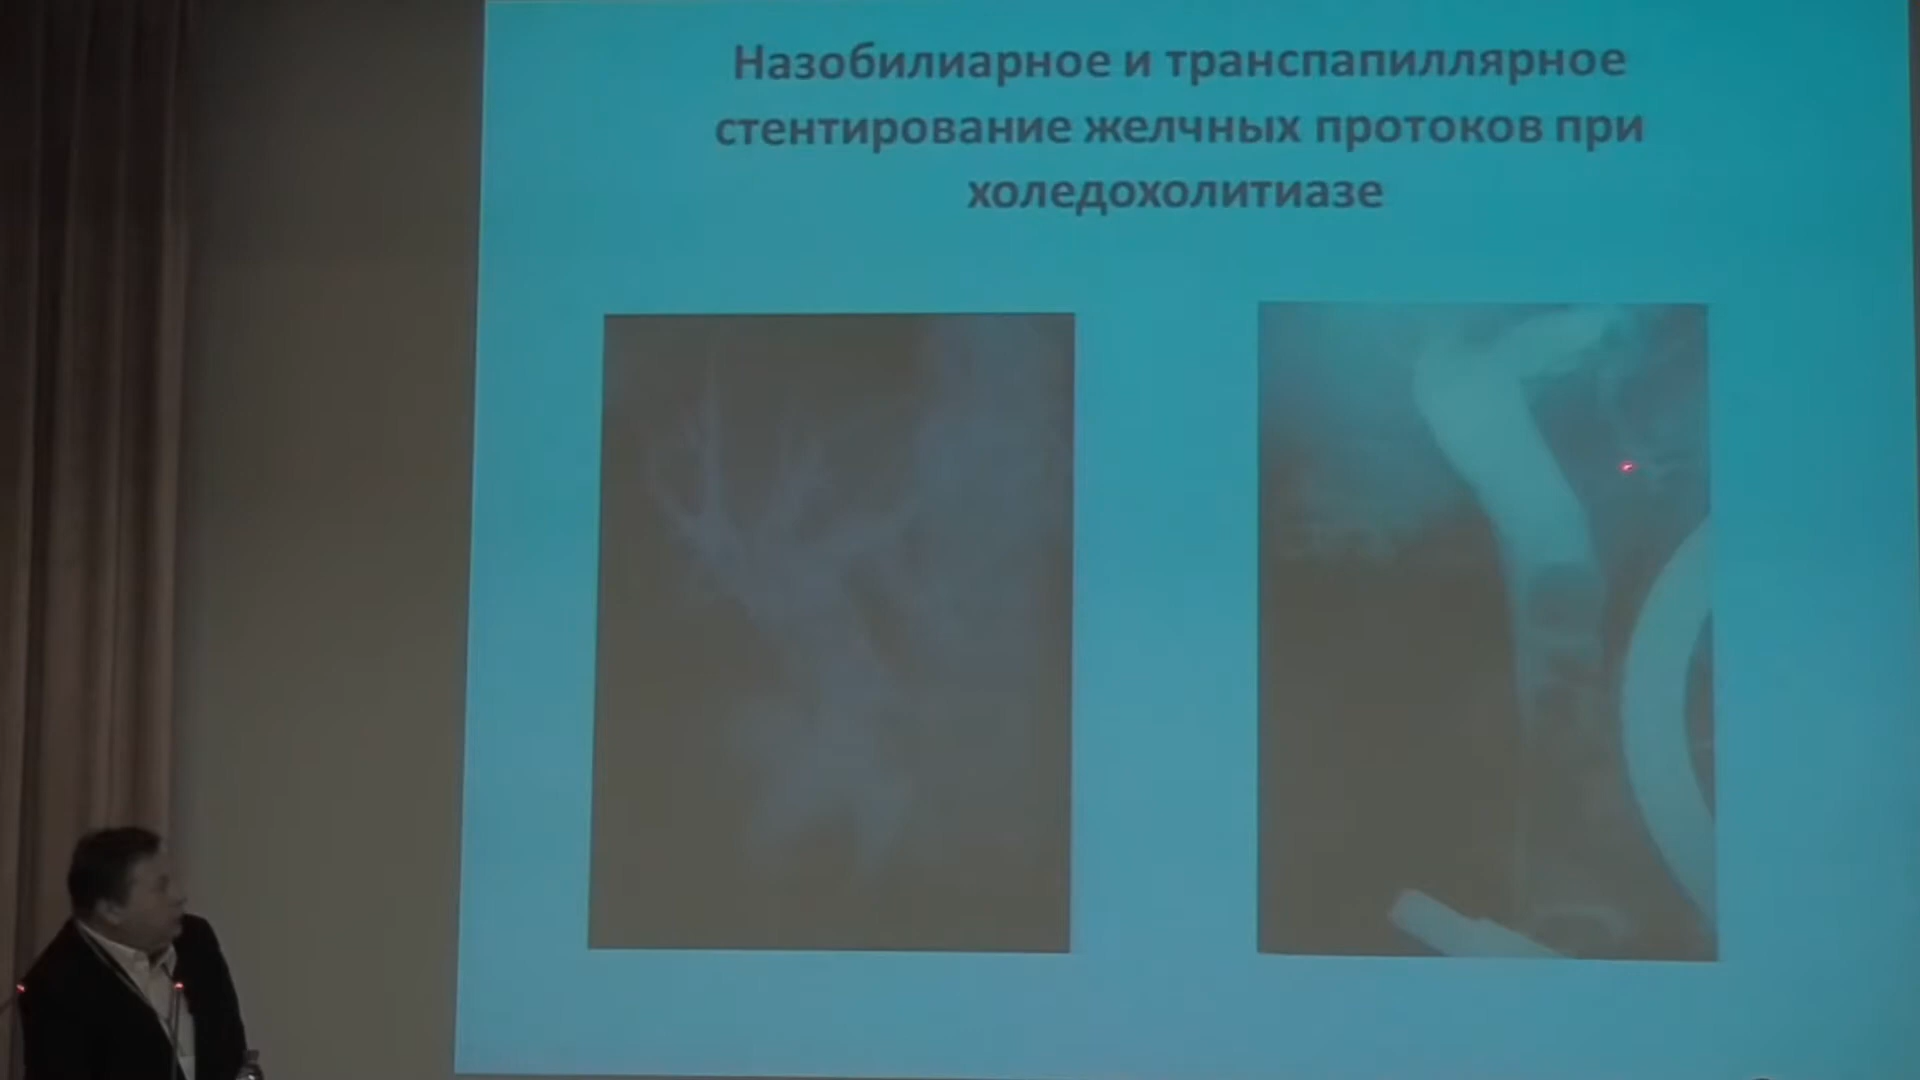 Назобилиарное и транспапиллярное
стентирование желчных протоков при
холедохолитиазе